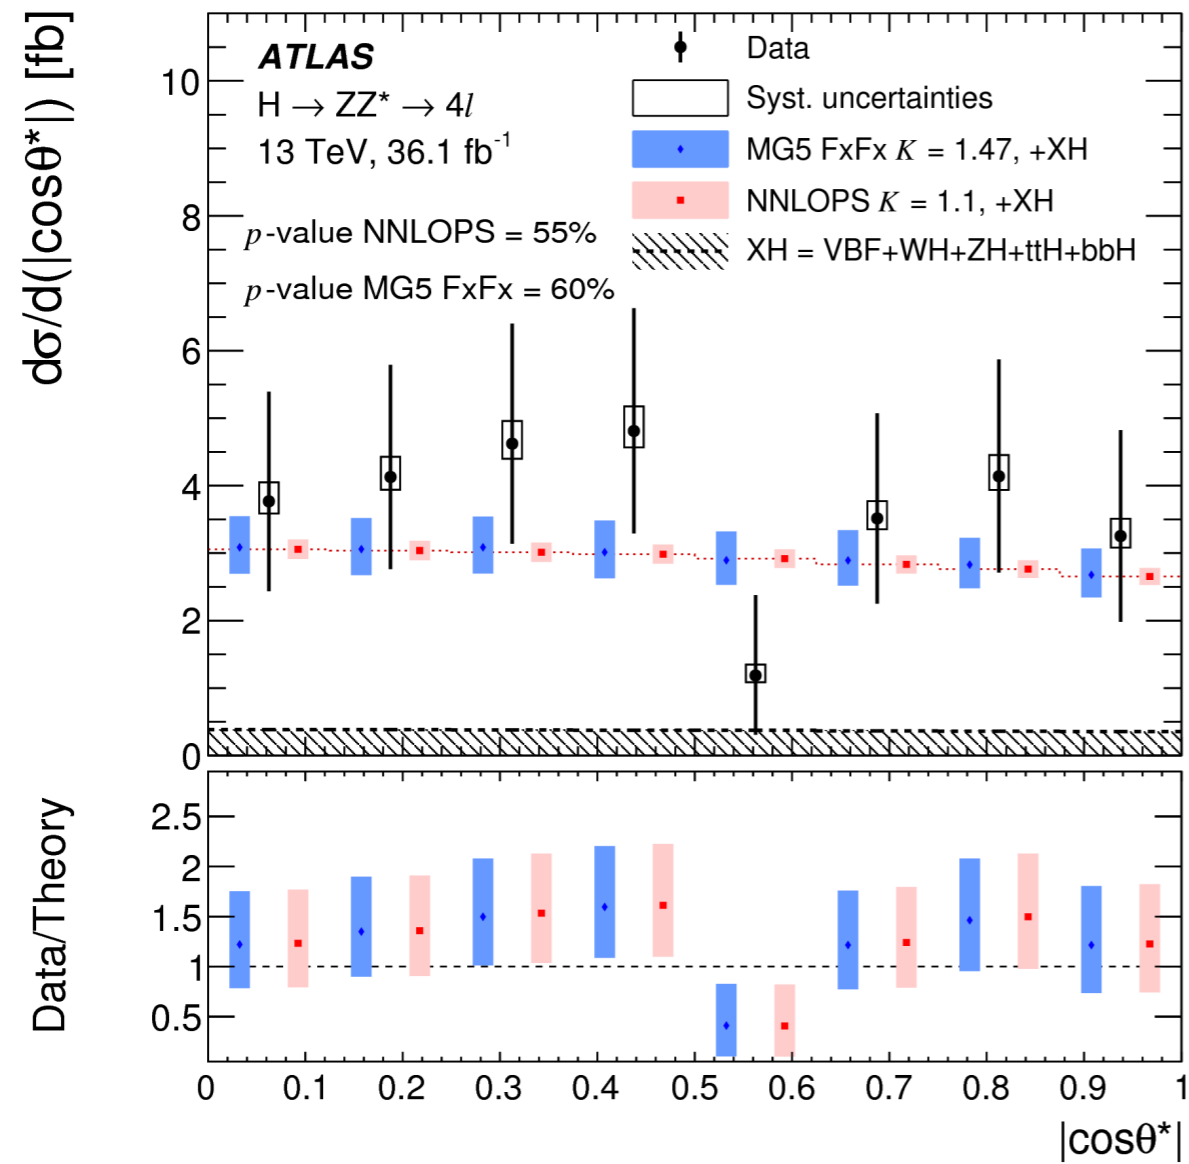 dσ/d(|cosθ*|) [fb]
ATLAS
H → ZZ* → 4l
13 TeV, 36.1 fb⁻¹
p-value NNLOPS = 55%
p-value MG5 FxFx = 60%
Data
Syst. uncertainties
MG5 FxFx K = 1.47, +XH
NNLOPS K = 1.1, +XH
XH = VBF+WH+ZH+ttH+bbH
10
8
6
4
2
0
Data/Theory
2.5
2
1.5
1
0.5
0 0.1 0.2 0.3 0.4 0.5 0.6 0.7 0.8 0.9 1
|cosθ*|